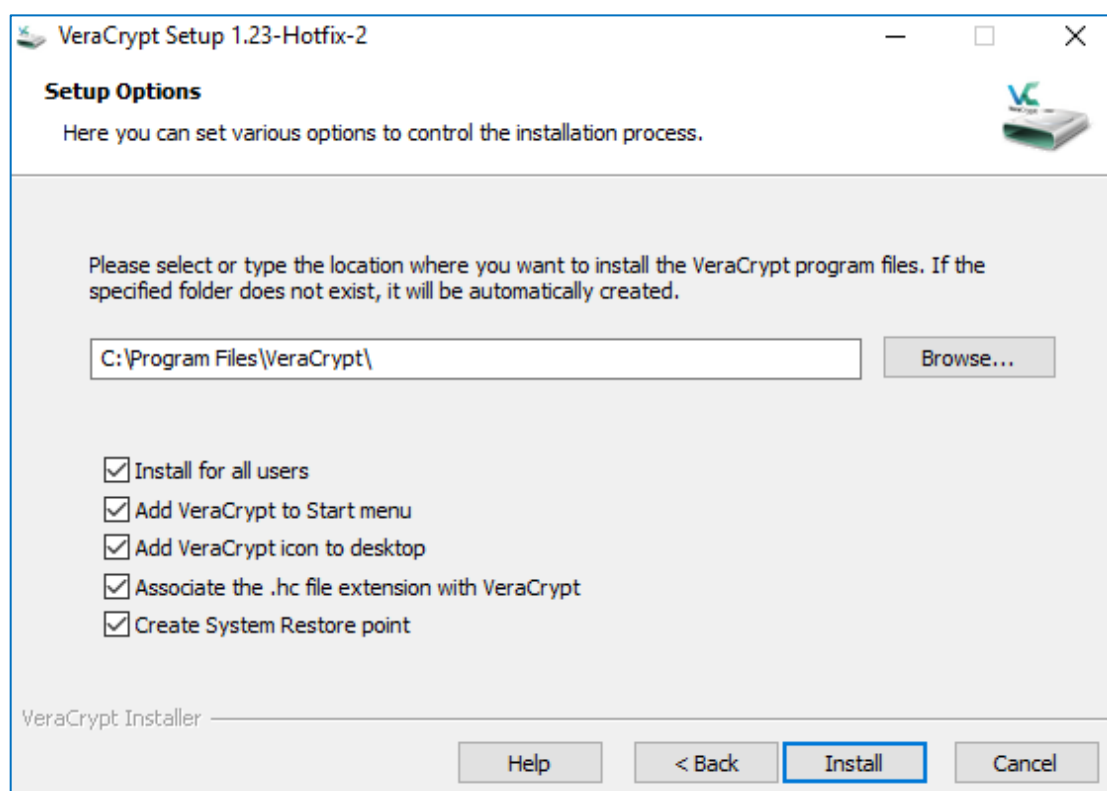 VeraCrypt Setup 1.23-Hotfix-2
Setup Options
Here you can set various options to control the installation process.
Please select or type the location where you want to install the VeraCrypt program files. If the
specified folder does not exist, it will be automatically created.
C:\Program Files\VeraCrypt\
Browse...
Install for all users
Add VeraCrypt to Start menu
Add VeraCrypt icon to desktop
Associate the .hc file extension with VeraCrypt
Create System Restore point
VeraCrypt Installer
Help
< Back
Install
Cancel